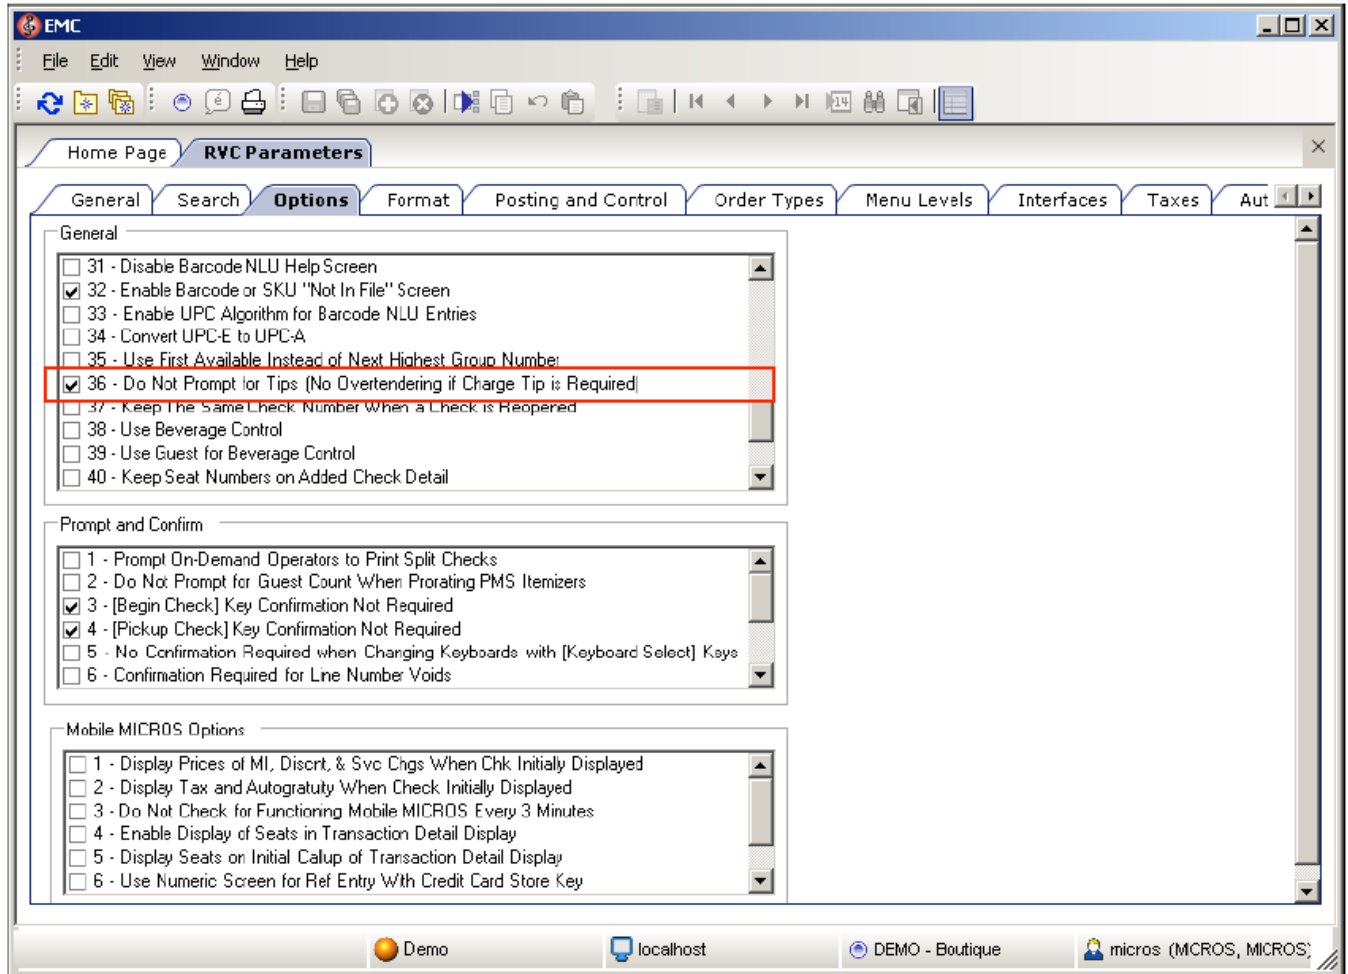 EMC
File Edit View Window Help
14
Home Page RVC Parameters
General Search Options Format Posting and Control Order Types Menu Levels Interfaces Taxes Aut
General
31 - Disable Barcode NLU Help Screen
32 - Enable Barcode or SKU "Not In File" Screen
33 - Enable UPC Algorithm for Barcode NLU Entries
34 - Convert UPC-E to UPC-A
35 - Use First Available Instead of Next Highest Group Number
36 - Do Not Prompt for Tips (No Overtendering if Charge Tip is Required
37 - Keep The Same Check Number When a Check is Reopened
38 - Use Beverage Control
39 - Use Guest for Beverage Control
40 - Keep Seat Numbers on Added Check Detail
Prompt and Confirm
1 - Prompt On-Demand Operators to Print Split Checks
2 - Do Not Prompt for Guest Count When Prorating PMS Itemizers
3 - [Begin Check] Key Confirmation Not Required
4 - [Pickup Check] Key Confirmation Not Required
5 - No Confirmation Required when Changing Keyboards with [Keyboard Select] Keys
6 - Confirmation Required for Line Number Voids
Mobile MICROS Options
1 - Display Prices of MI, Discnt, & Svc Chgs When Chk Initially Displayed
2 - Display Tax and Autogratuity When Check Initially Displayed
3 - Do Not Check for Functioning Mobile MICROS Every 3 Minutes
4 - Enable Display of Seats in Transaction Detail Display
5 - Display Seats on Initial Callup of Transaction Detail Display
6 - Use Numeric Screen for Ref Entry With Credit Card Store Key
Demo localhost DEMO - Boutique micros (MICROS, MICROS)